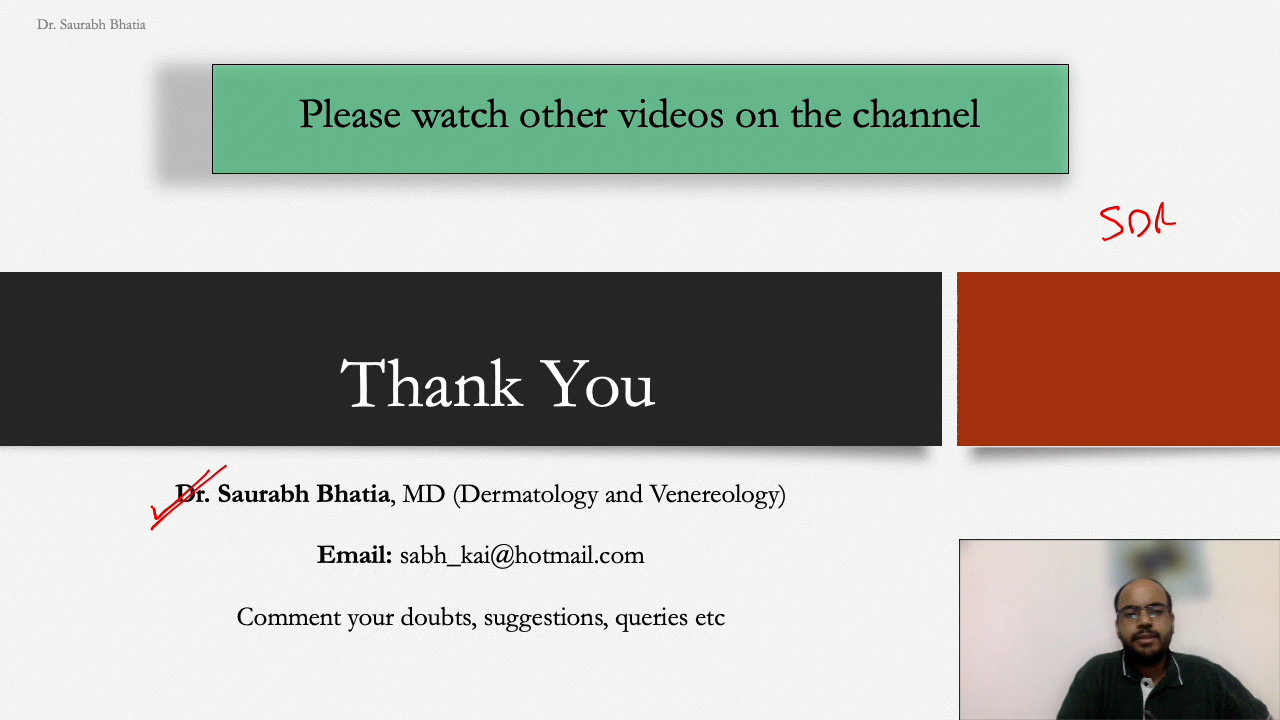 Dr. Saurabh Bhatia
Please watch other videos on the channel
SDR
Thank You
Dr. Saurabh Bhatia, MD (Dermatology and Venereology)
Email: sabh_kai@hotmail.com
Comment your doubts, suggestions, queries etc